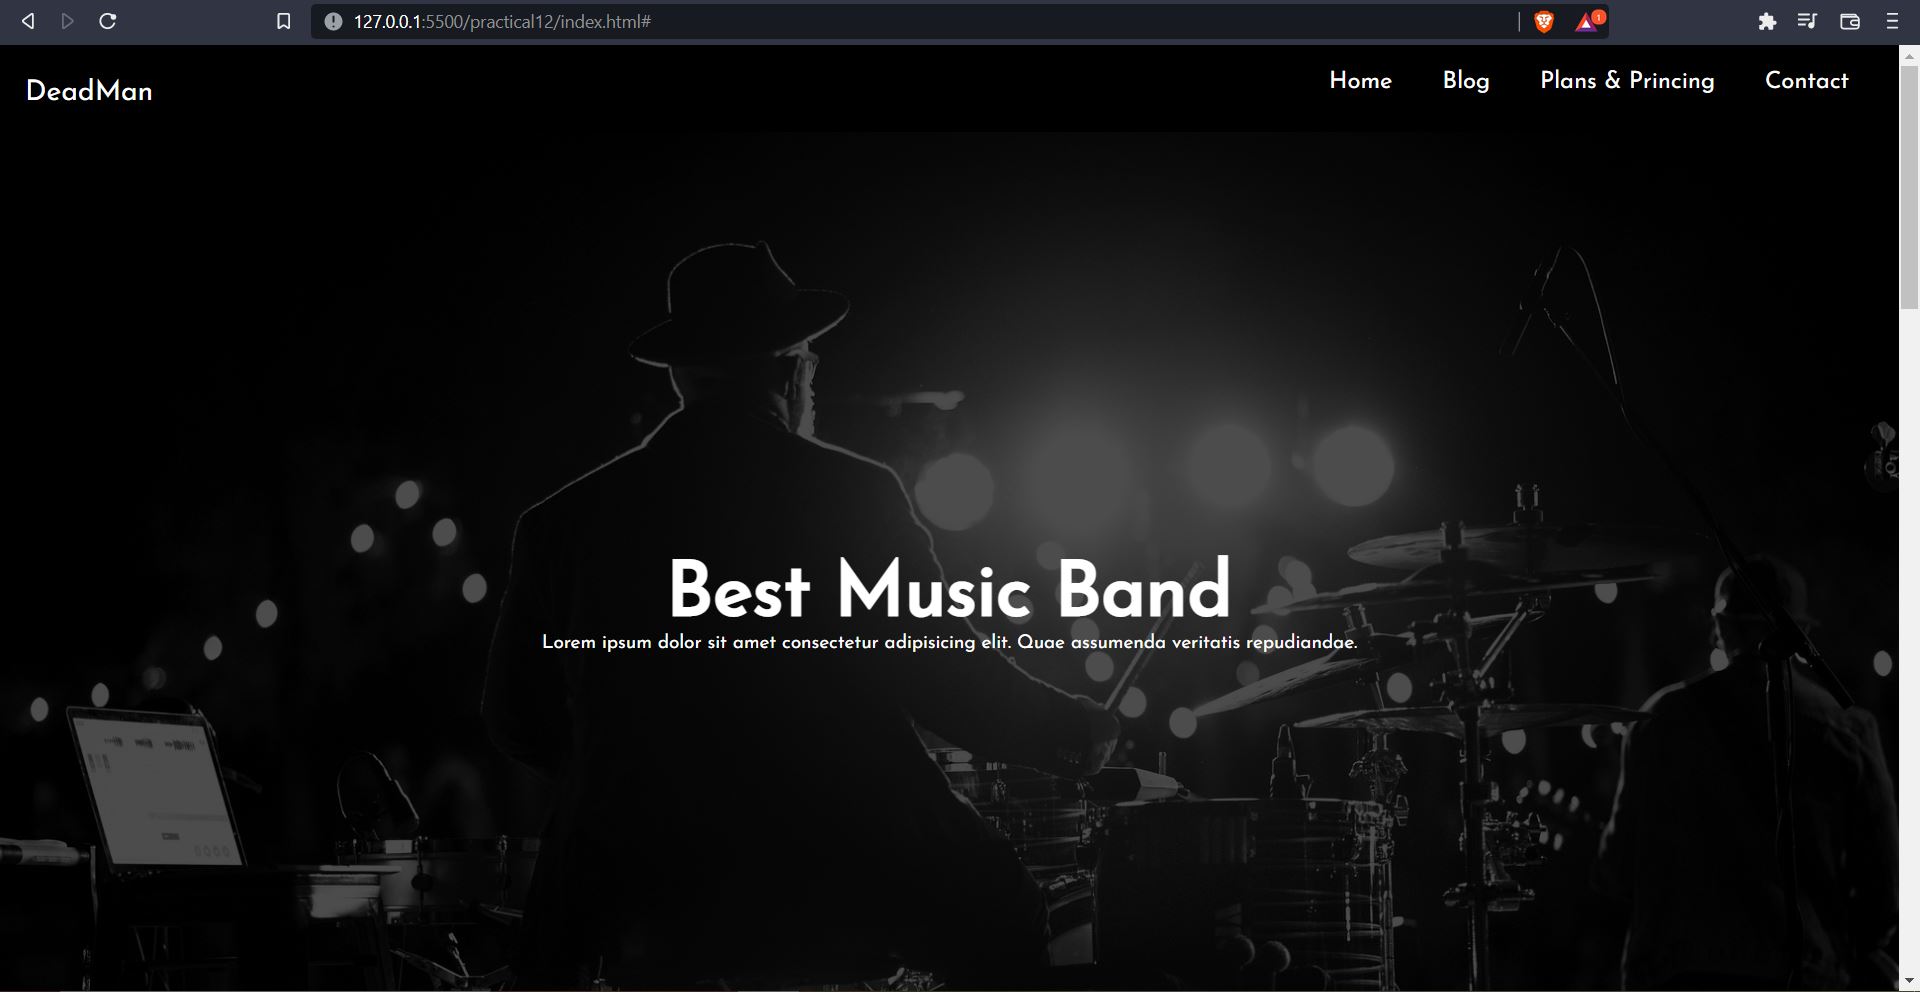 127.0.0.1:5500/practical12/index.html#
1
DeadMan
Home Blog Plans & Princing Contact
Best Music Band
Lorem ipsum dolor sit amet consectetur adipisicing elit. Quae assumenda veritatis repudiandae.